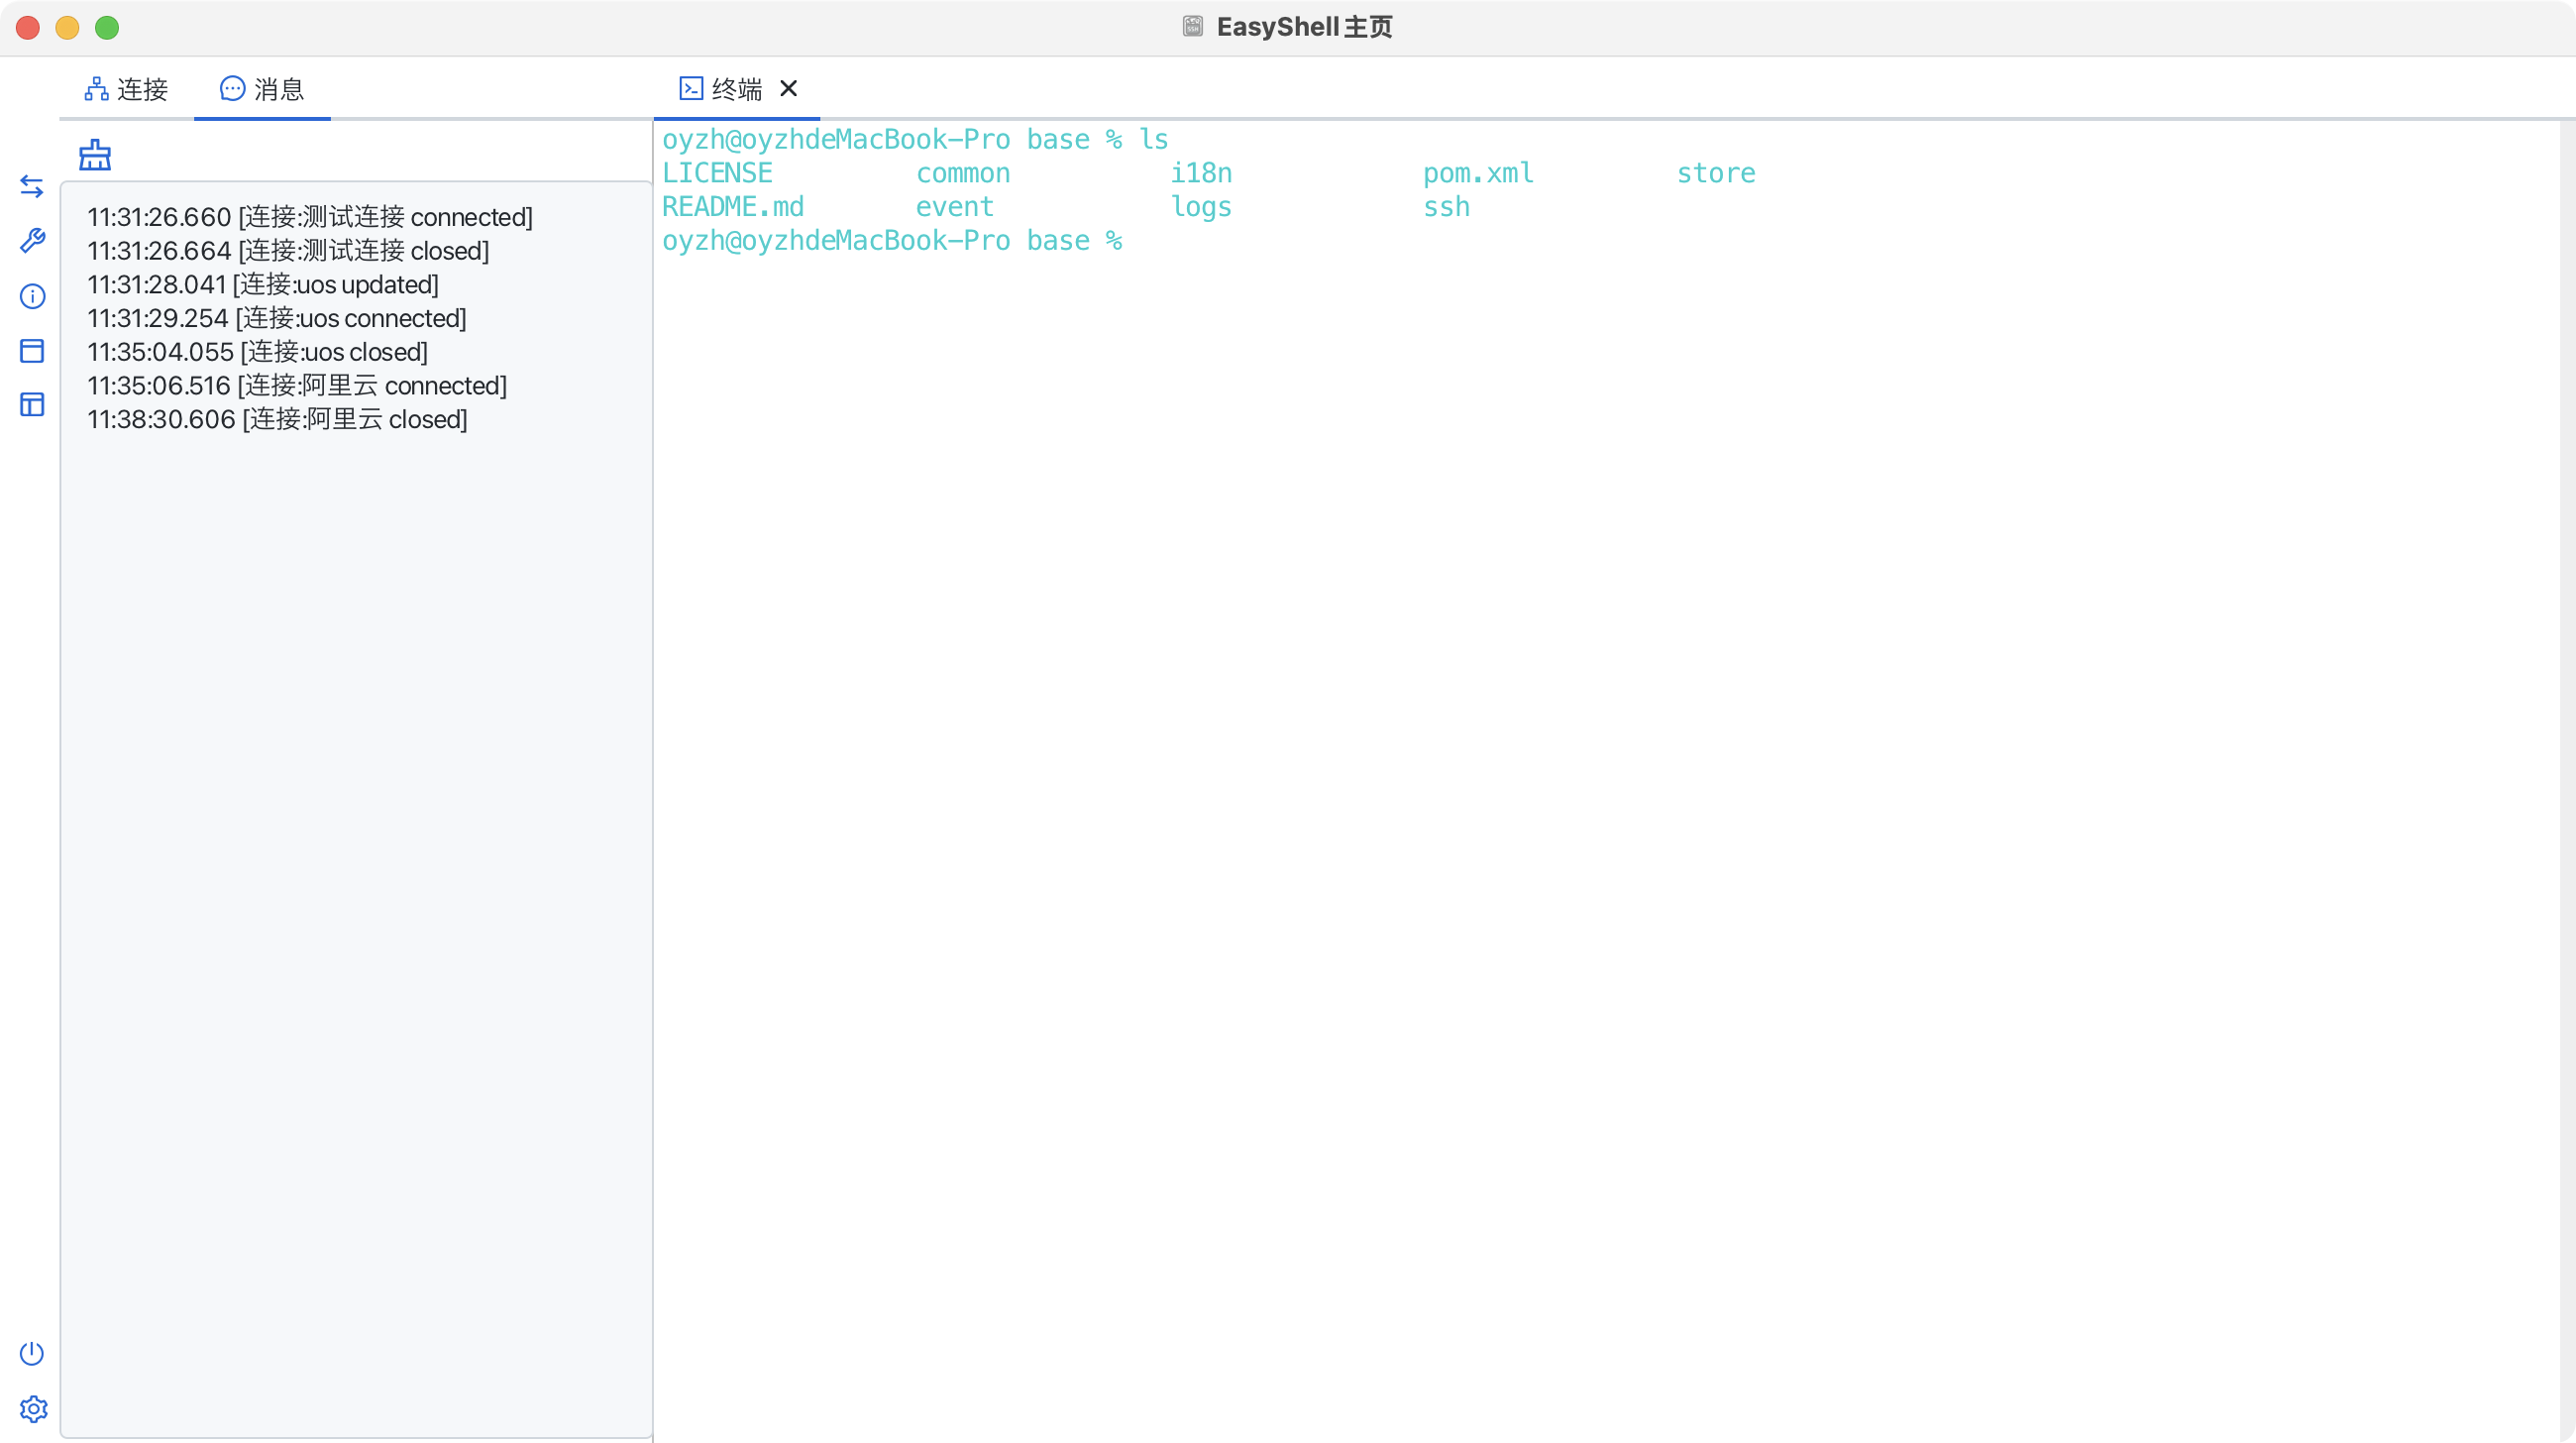 EasyShell主页
连接 消息
终端
11:31:26.660 [连接:测试连接 connected]
11:31:26.664 [连接:测试连接 closed]
11:31:28.041 [连接:uos updated]
11:31:29.254 [连接:uos connected]
11:35:04.055 [连接:uos closed]
11:35:06.516 [连接:阿里云 connected]
11:38:30.606 [连接:阿里云 closed]
oyzh@oyzhdeMacBook-Pro base % ls
LICENSE common i18n pom.xml store
README.md event logs ssh
oyzh@oyzhdeMacBook-Pro base %